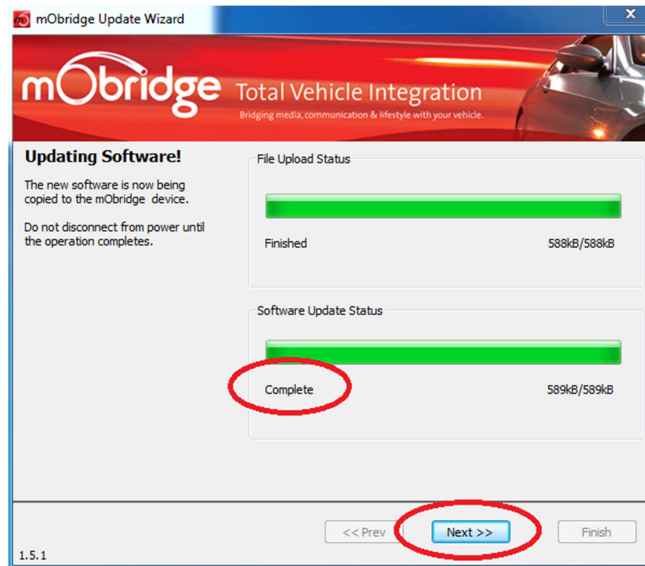 mObridge Update Wizard
x
mObridge Total Vehicle Integration
Bridging media, communication & lifestyle with your vehicle.
Updating Software!
The new software is now being
copied to the mObridge device.
Do not disconnect from power until
the operation completes.
File Upload Status
Finished 588kB/588kB
Software Update Status
Complete 589kB/589kB
<< Prev Next >> Finish
1.5.1